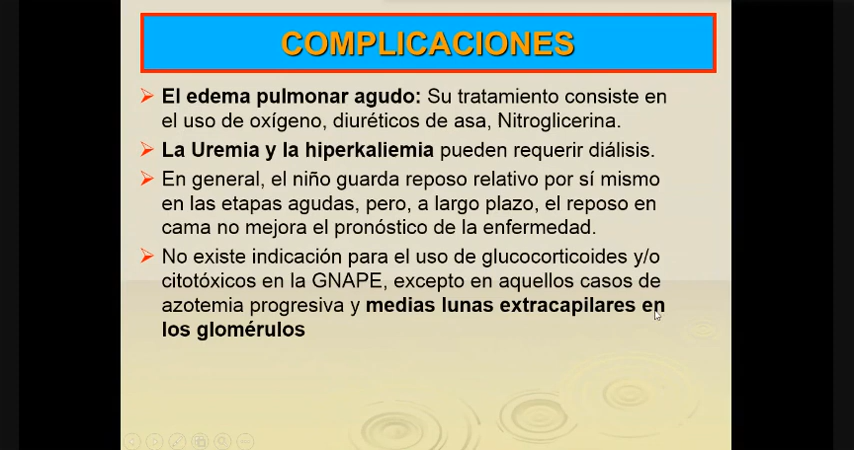 COMPLICACIONES
El edema pulmonar agudo: Su tratamiento consiste en
el uso de oxígeno, diuréticos de asa, Nitroglicerina.
La Uremia y la hiperkaliemia pueden requerir diálisis.
En general, el niño guarda reposo relativo por sí mismo
en las etapas agudas, pero, a largo plazo, el reposo en
cama no mejora el pronóstico de la enfermedad.
No existe indicación para el uso de glucocorticoides y/o
citotóxicos en la GNAPE, excepto en aquellos casos de
azotemia progresiva y medias lunas extracapilares en
los glomérulos